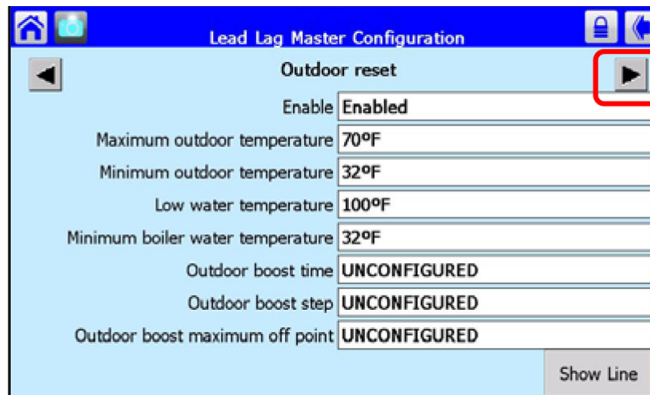 Lead Lag Master Configuration
Outdoor reset
Enable Enabled
Maximum outdoor temperature 70ºF
Minimum outdoor temperature 32ºF
Low water temperature 100ºF
Minimum boiler water temperature 32ºF
Outdoor boost time UNCONFIGURED
Outdoor boost step UNCONFIGURED
Outdoor boost maximum off point UNCONFIGURED
Show Line